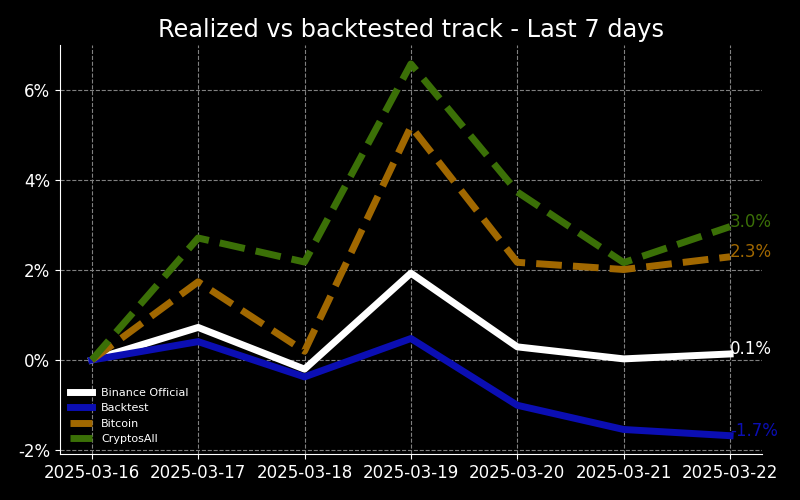 Realized vs backtested track - Last 7 days
6%
4%
2%
0%
-2%
3.0%
2.3%
0.1%
-1.7%
Binance Official
Backtest
Bitcoin
CryptosAll
2025-03-16 2025-03-17 2025-03-18 2025-03-19 2025-03-20 2025-03-21 2025-03-22